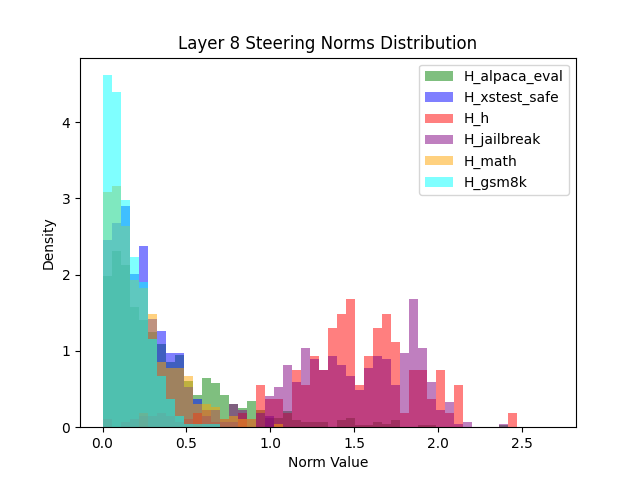 Layer 8 Steering Norms Distribution
H_alpaca_eval
H_xstest_safe
H_h
H_jailbreak
H_math
H_gsm8k
Density
4
3
2
1
0
0.0 0.5 1.0 1.5 2.0 2.5
Norm Value